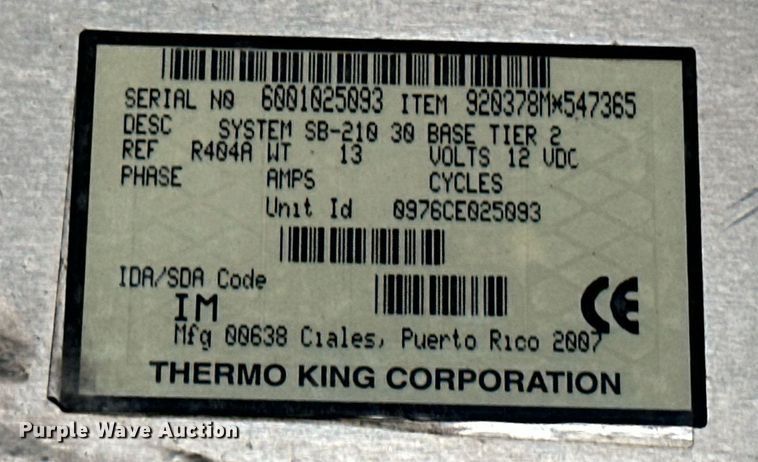 SERIAL NO 6001025093 ITEM 920378M*547365
DESC SYSTEM SB-210 30 BASE TIER 2
REF R404A WT 13 VOLTS 12 VDC
PHASE AMPS CYCLES
Unit Id 0976CE025093
IDA/SDA Code
IM
CE
Mfg 00638 Ciales, Puerto Rico 2007
THERMO KING CORPORATION
Purple Wave Auction